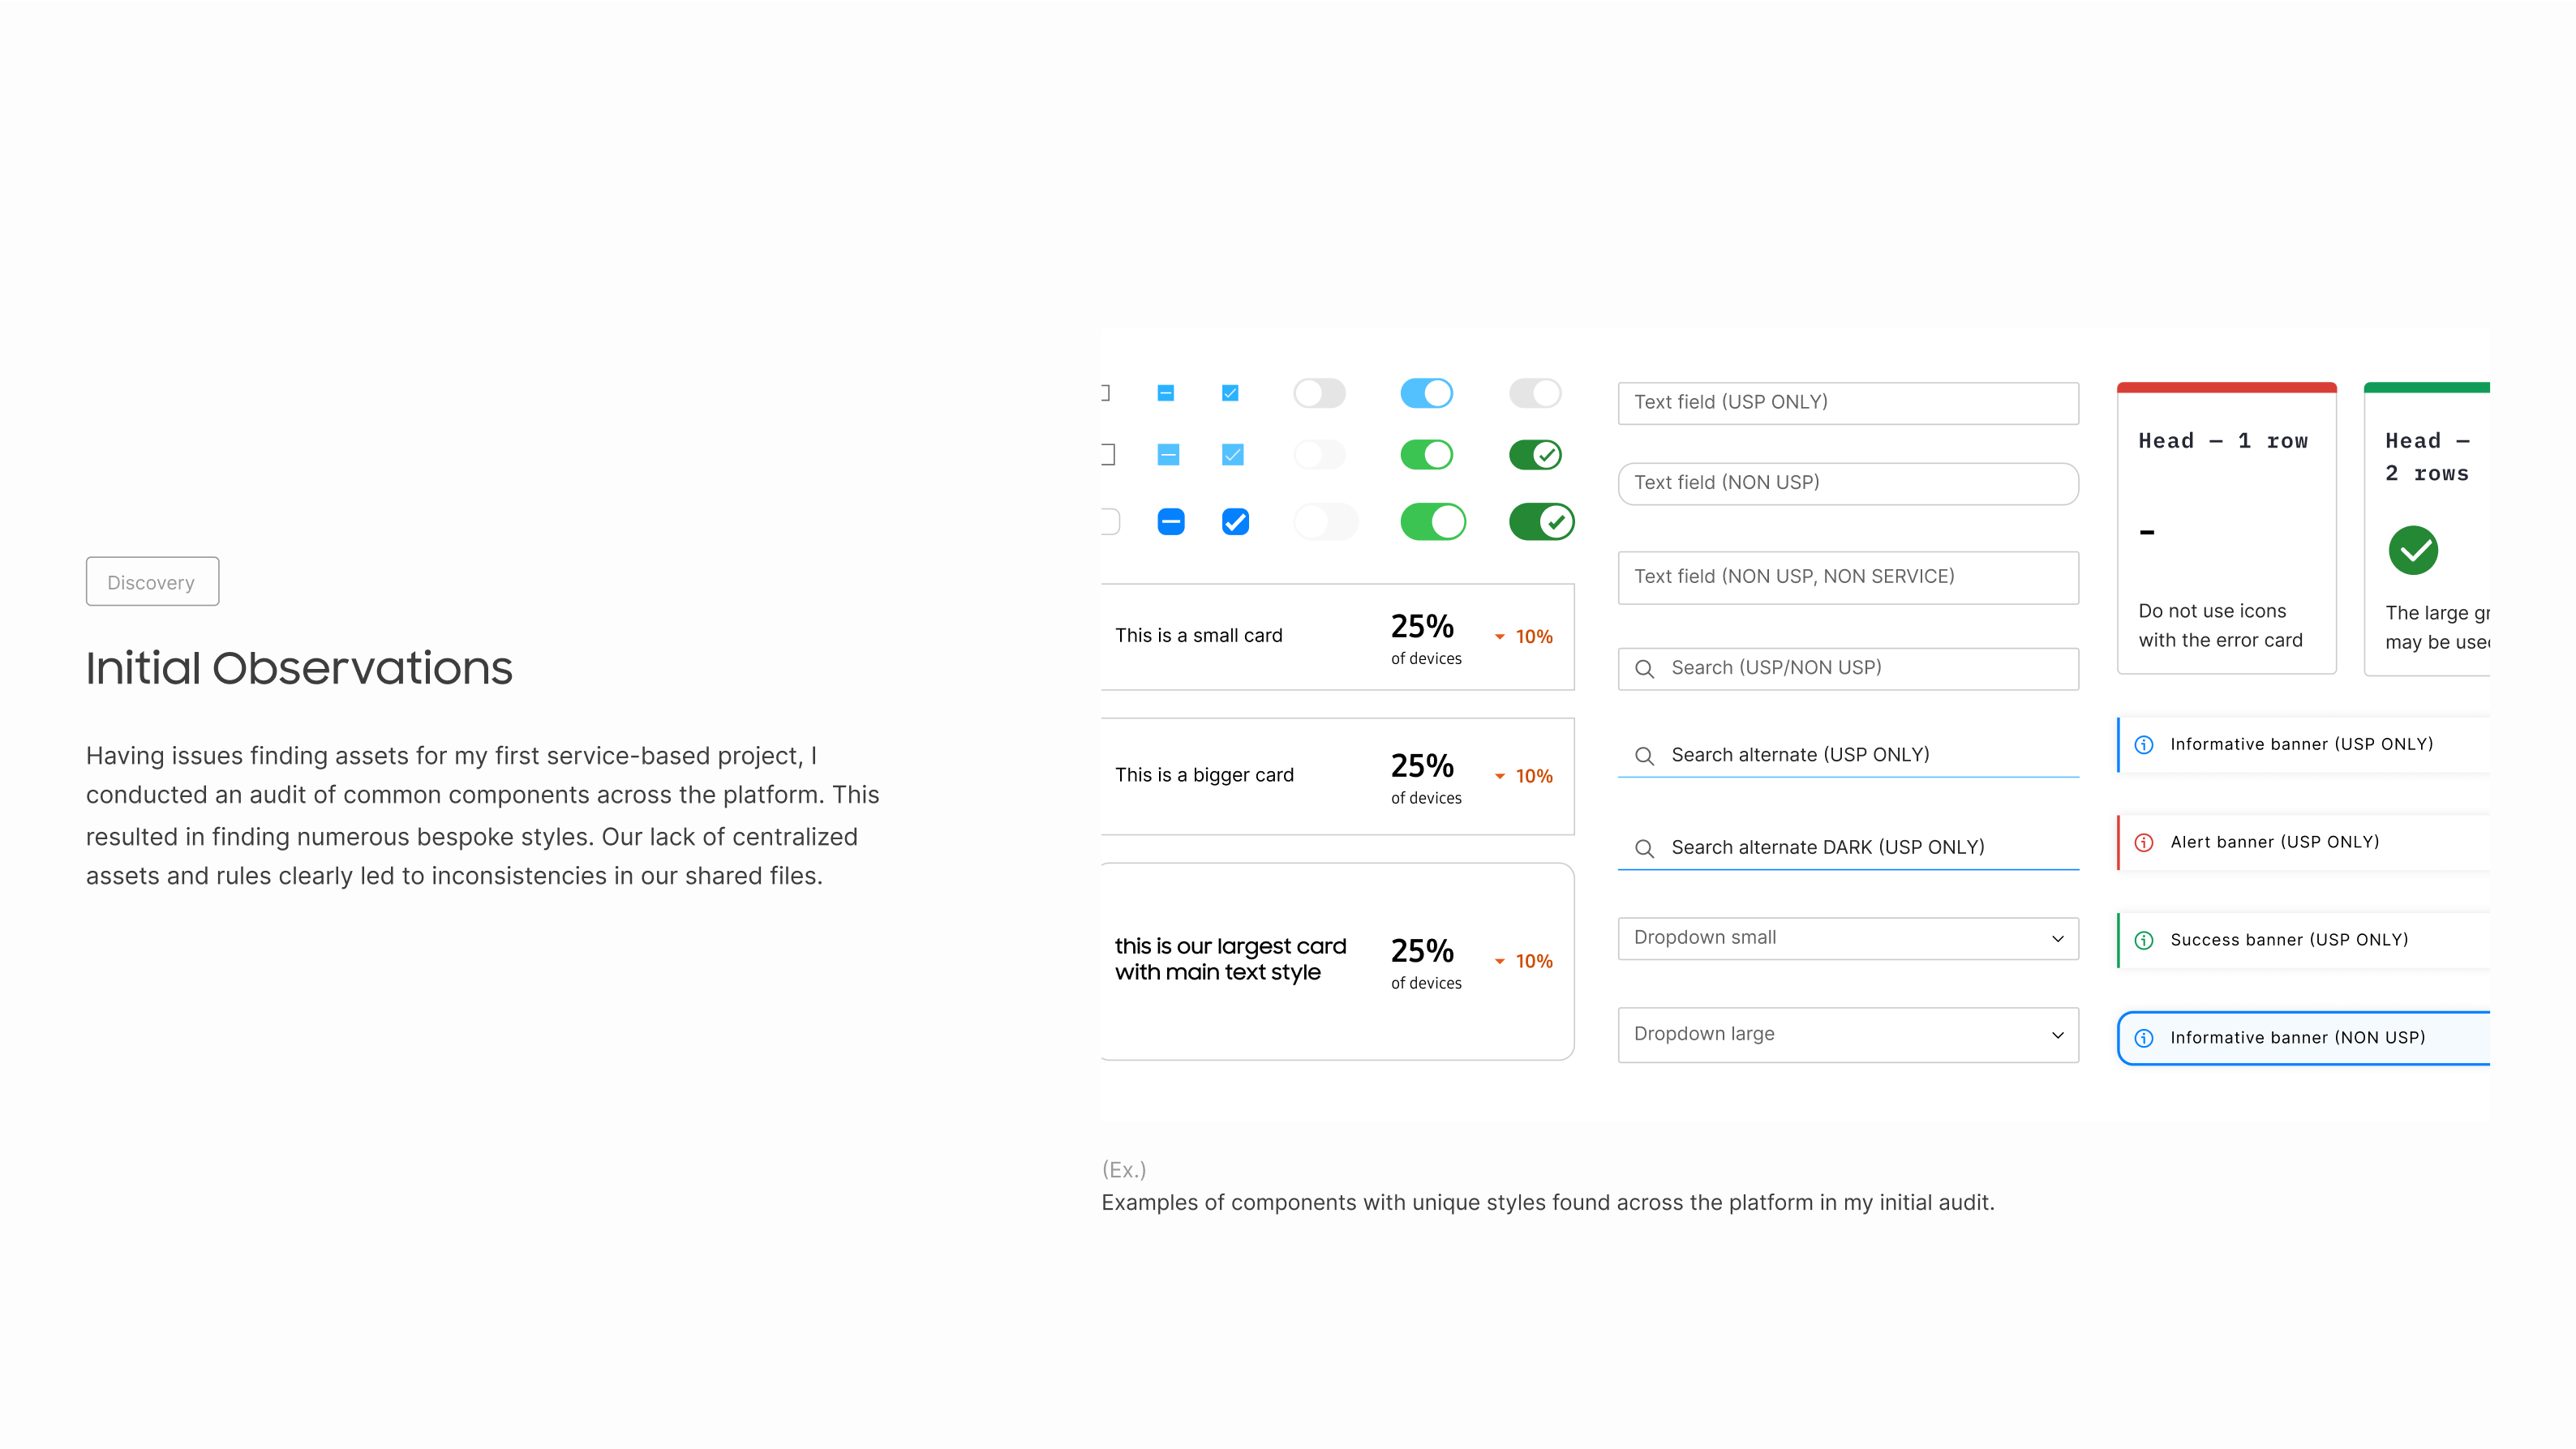 Discovery
Initial Observations
Having issues finding assets for my first service-based project, I
conducted an audit of common components across the platform. This
resulted in finding numerous bespoke styles. Our lack of centralized
assets and rules clearly led to inconsistencies in our shared files.
This is a small card
25%
of devices
10%
This is a bigger card
25%
of devices
10%
this is our largest card
with main text style
25%
of devices
10%
Text field (USP ONLY)
Text field (NON USP)
Text field (NON USP, NON SERVICE)
Search (USP/NON USP)
Search alternate (USP ONLY)
Search alternate DARK (USP ONLY)
Dropdown small
Dropdown large
Head — 1 row
–
Do not use icons
with the error card
Head —
2 rows
The large
may be
Informative banner (USP ONLY)
Alert banner (USP ONLY)
Success banner (USP ONLY)
Informative banner (NON USP)
(Ex.)
Examples of components with unique styles found across the platform in my initial audit.